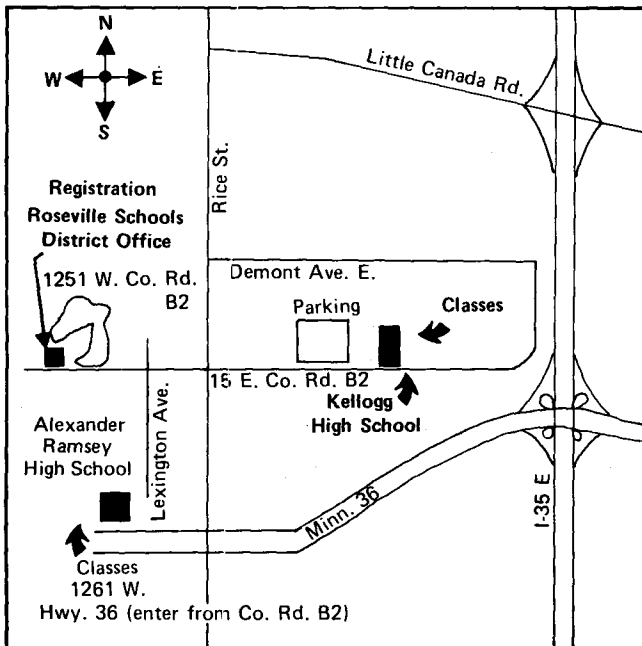 N
W E
S
Little Canada Rd.
Rice St.
Registration
Roseville Schools
District Office
1251 W. Co. Rd.
B2
Demont Ave. E.
Parking
Classes
15 E. Co. Rd. B2
Kellogg
High School
Alexander
Ramsey
High School
Lexington Ave.
Minn. 36
I-35 E
Classes
1261 W.
Hwy. 36 (enter from Co. Rd. B2)